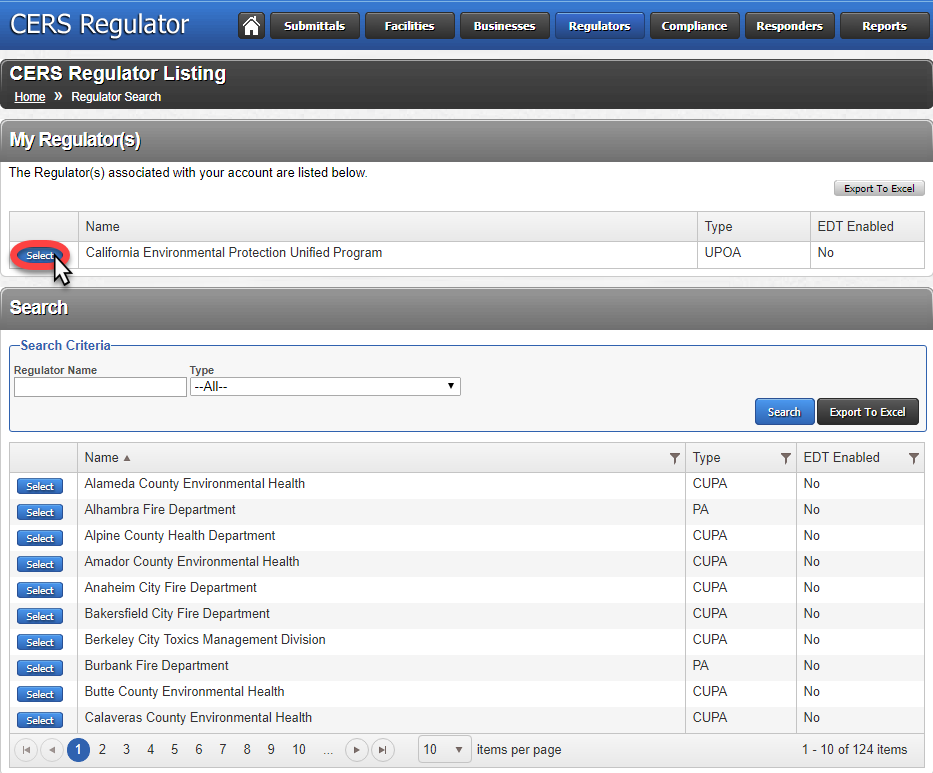 CERS Regulator
Submittals Facilities Businesses Regulators Compliance Responders Reports
CERS Regulator Listing
Home » Regulator Search
My Regulator(s)
The Regulator(s) associated with your account are listed below.
Export To Excel
Name Type EDT Enabled
Select California Environmental Protection Unified Program UPOA No
Search
Search Criteria
Regulator Name Type
--All--
Search Export To Excel
Name Type EDT Enabled
Select Alameda County Environmental Health CUPA No
Select Alhambra Fire Department PA No
Select Alpine County Health Department CUPA No
Select Amador County Environmental Health CUPA No
Select Anaheim City Fire Department CUPA No
Select Bakersfield City Fire Department CUPA No
Select Berkeley City Toxics Management Division CUPA No
Select Burbank Fire Department PA No
Select Butte County Environmental Health CUPA No
Select Calaveras County Environmental Health CUPA No
1 2 3 4 5 6 7 8 9 10 ... 10 items per page 1 - 10 of 124 items